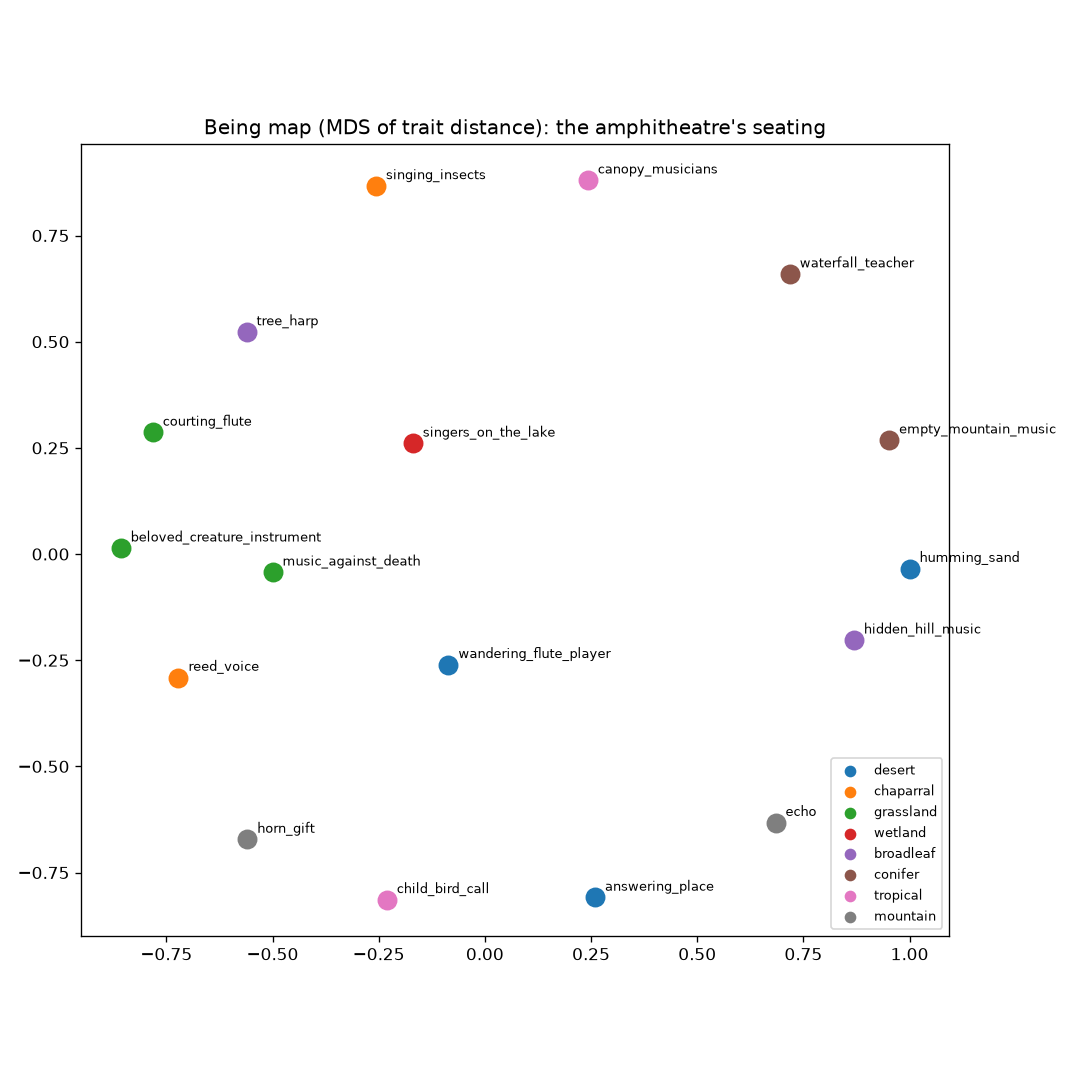 Being map (MDS of trait distance): the amphitheatre's seating
singing_insects
canopy_musicians
0.75
waterfall_teacher
tree_harp
0.50
courting_flute
singers_on_the_lake
empty_mountain_music
0.25
beloved_creature_instrument
0.00
music_against_death
humming_sand
hidden_hill_music
−0.25
wandering_flute_player
reed_voice
−0.50
desert
chaparral
grassland
wetland
broadleaf
conifer
tropical
mountain
echo
horn_gift
−0.75
child_bird_call
answering_place
−0.75 −0.50 −0.25 0.00 0.25 0.50 0.75 1.00